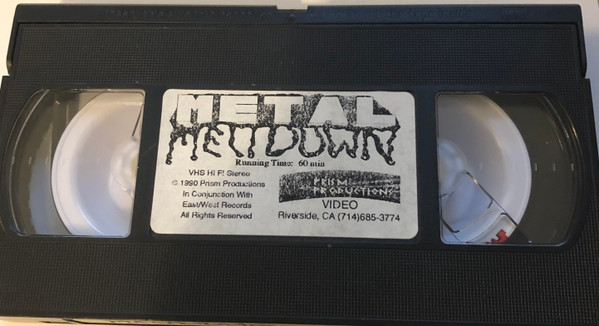 METAL
MELTDOWN
Running Time: 60 min
VHS Hi Fi Stereo
© 1990 Prism Productions
In Conjunction With
East/West Records
All Rights Reserved
PRISM
PRODUCTIONS
VIDEO
Riverside, CA (714)685-3774